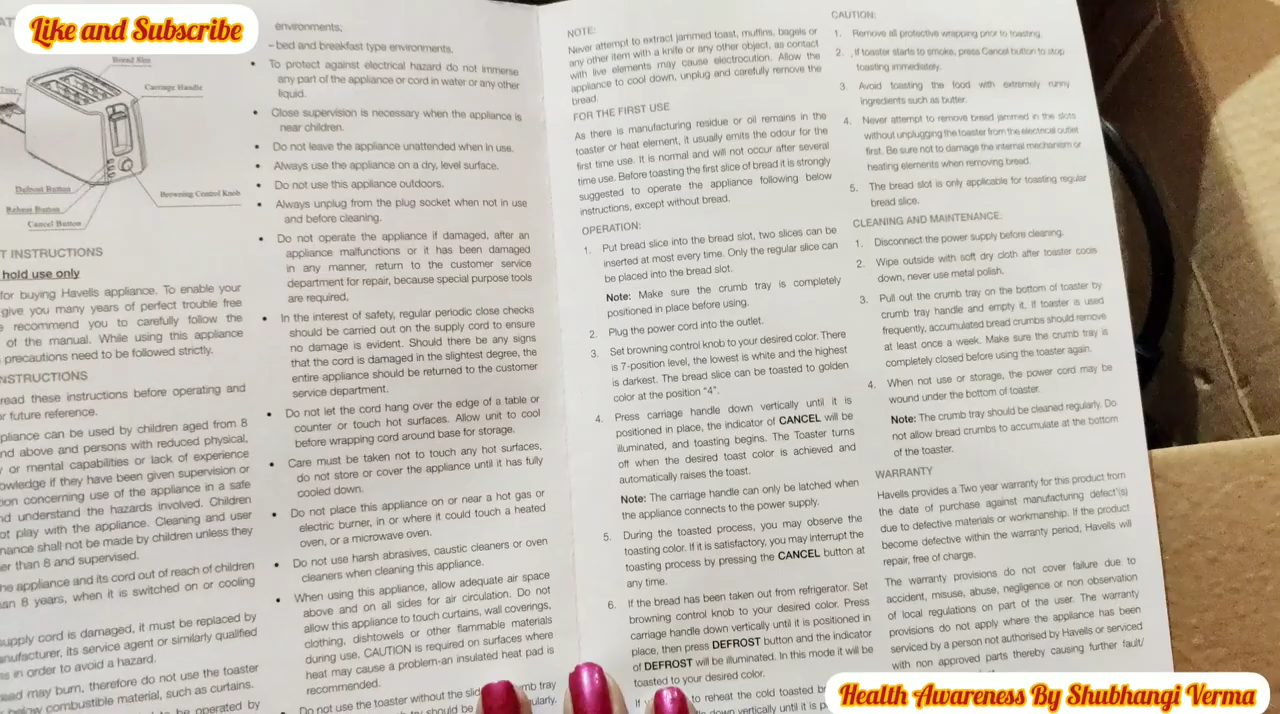 Like and Subscribe
Bread Slot
Carriage Handle
Defrost Button
Reheat Button
Cancel Button
Browning Control Knob
T INSTRUCTIONS
hold use only
for buying Havells appliance. To enable your
give you many years of perfect trouble free
recommend you to carefully follow the
of the manual. While using this appliance
precautions need to be followed strictly.
NSTRUCTIONS
read these instructions before operating and
or future reference.
pliance can be used by children aged from 8
nd above and persons with reduced physical,
or mental capabilities or lack of experience
owledge if they have been given supervision or
ion concerning use of the appliance in a safe
nd understand the hazards involved. Children
ot play with the appliance. Cleaning and user
nance shall not be made by children unless they
er than 8 and supervised.
he appliance and its cord out of reach of children
an 8 years, when it is switched on or cooling
supply cord is damaged, it must be replaced by
nufacturer, its service agent or similarly qualified
s in order to avoid a hazard.
ead may burn, therefore do not use the toaster
below combustible material, such as curtains.
to be operated by
environments;
– bed and breakfast type environments.
• To protect against electrical hazard do not immerse
any part of the appliance or cord in water or any other
liquid.
• Close supervision is necessary when the appliance is
near children.
• Do not leave the appliance unattended when in use.
• Always use the appliance on a dry, level surface.
• Do not use this appliance outdoors.
• Always unplug from the plug socket when not in use
and before cleaning.
• Do not operate the appliance if damaged, after an
appliance malfunctions or it has been damaged
in any manner, return to the customer service
department for repair, because special purpose tools
are required.
• In the interest of safety, regular periodic close checks
should be carried out on the supply cord to ensure
no damage is evident. Should there be any signs
that the cord is damaged in the slightest degree, the
entire appliance should be returned to the customer
service department.
• Do not let the cord hang over the edge of a table or
counter or touch hot surfaces. Allow unit to cool
before wrapping cord around base for storage.
• Care must be taken not to touch any hot surfaces,
do not store or cover the appliance until it has fully
cooled down.
• Do not place this appliance on or near a hot gas or
electric burner, in or where it could touch a heated
oven, or a microwave oven.
• Do not use harsh abrasives, caustic cleaners or oven
cleaners when cleaning this appliance.
• When using this appliance, allow adequate air space
above and on all sides for air circulation. Do not
allow this appliance to touch curtains, wall coverings,
clothing, dishtowels or other flammable materials
during use. CAUTION is required on surfaces where
heat may cause a problem-an insulated heat pad is
recommended.
Do not use the toaster without the slid mb tray
should be ularly.
NOTE:
Never attempt to extract jammed toast, muffins, bagels or
any other item with a knife or any other object, as contact
with live elements may cause electrocution. Allow the
appliance to cool down, unplug and carefully remove the
bread.
FOR THE FIRST USE
As there is manufacturing residue or oil remains in the
toaster or heat element, it usually emits the odour for the
first time use. It is normal and will not occur after several
time use. Before toasting the first slice of bread it is strongly
suggested to operate the appliance following below
instructions, except without bread.
OPERATION:
1. Put bread slice into the bread slot, two slices can be
inserted at most every time. Only the regular slice can
be placed into the bread slot.
Note: Make sure the crumb tray is completely
positioned in place before using.
2. Plug the power cord into the outlet.
3. Set browning control knob to your desired color. There
is 7-position level, the lowest is white and the highest
is darkest. The bread slice can be toasted to golden
color at the position “4”.
4. Press carriage handle down vertically until it is
positioned in place, the indicator of CANCEL will be
illuminated, and toasting begins. The Toaster turns
off when the desired toast color is achieved and
automatically raises the toast.
Note: The carriage handle can only be latched when
the appliance connects to the power supply.
5. During the toasted process, you may observe the
toasting color. If it is satisfactory, you may interrupt the
toasting process by pressing the CANCEL button at
any time.
6. If the bread has been taken out from refrigerator. Set
browning control knob to your desired color. Press
carriage handle down vertically until it is positioned in
place, then press DEFROST button and the indicator
of DEFROST will be illuminated. In this mode it will be
toasted to your desired color.
If y to reheat the cold toasted b
down vertically until it is p
CAUTION:
1. Remove all protective wrapping prior to toasting.
2. . If toaster starts to smoke, press Cancel button to stop
toasting immediately.
3. Avoid toasting the food with extremely runny
ingredients such as butter.
4. Never attempt to remove bread jammed in the slots
without unplugging the toaster from the electrical outlet
first. Be sure not to damage the internal mechanism or
heating elements when removing bread.
5. The bread slot is only applicable for toasting regular
bread slice.
CLEANING AND MAINTENANCE:
1. Disconnect the power supply before cleaning.
2. Wipe outside with soft dry cloth after toaster cools
down, never use metal polish.
3. Pull out the crumb tray on the bottom of toaster by
crumb tray handle and empty it. If toaster is used
frequently, accumulated bread crumbs should remove
at least once a week. Make sure the crumb tray is
completely closed before using the toaster again.
4. When not use or storage, the power cord may be
wound under the bottom of toaster.
Note: The crumb tray should be cleaned regularly. Do
not allow bread crumbs to accumulate at the bottom
of the toaster.
WARRANTY
Havells provides a Two year warranty for this product from
the date of purchase against manufacturing defect'(s)
due to defective materials or workmanship. If the product
become defective within the warranty period, Havells will
repair, free of charge.
The warranty provisions do not cover failure due to
accident, misuse, abuse, negligence or non observation
of local regulations on part of the user. The warranty
provisions do not apply where the appliance has been
serviced by a person not authorised by Havells or serviced
with non approved parts thereby causing further fault/
Health Awareness By Shubhangi Verma